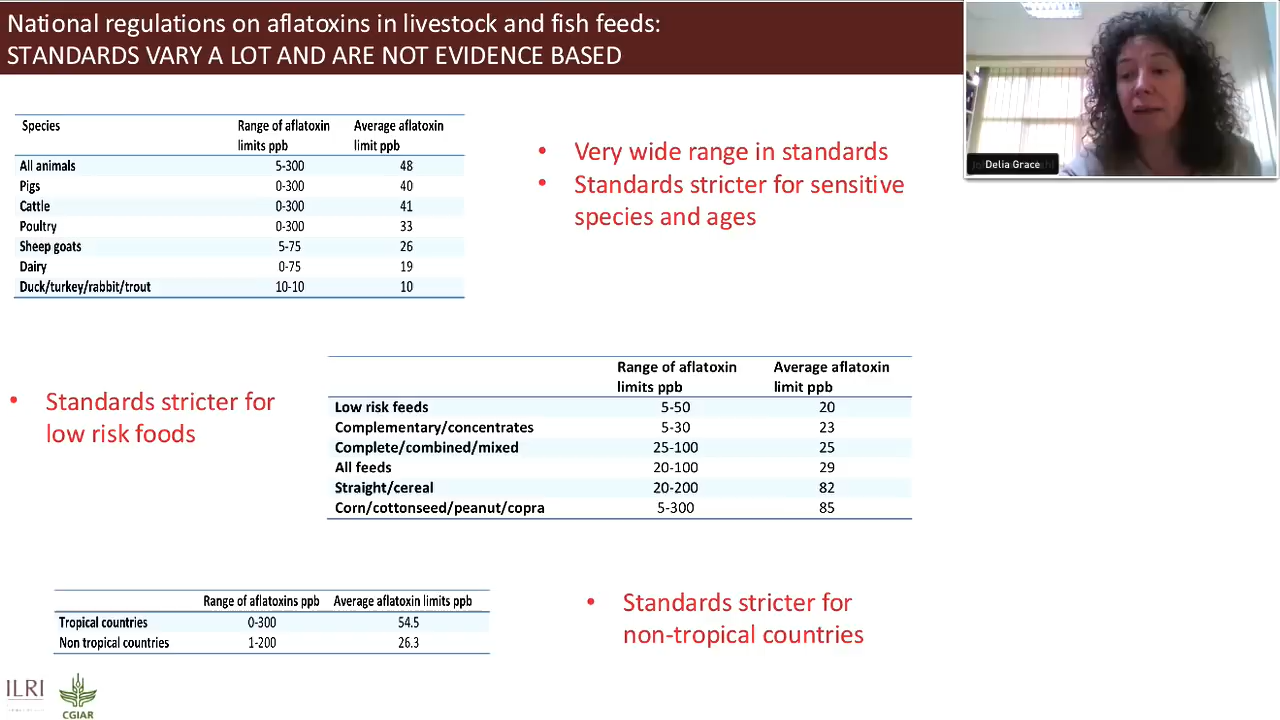 National regulations on aflatoxins in livestock and fish feeds:
STANDARDS VARY A LOT AND ARE NOT EVIDENCE BASED
Delia Grace
Species Range of aflatoxin limits ppb Average aflatoxin limit ppb
All animals 5-300 48
Pigs 0-300 40
Cattle 0-300 41
Poultry 0-300 33
Sheep goats 5-75 26
Dairy 0-75 19
Duck/turkey/rabbit/trout 10-10 10
• Very wide range in standards
• Standards stricter for sensitive
species and ages
• Standards stricter for
low risk foods
Range of aflatoxin limits ppb Average aflatoxin limit ppb
Low risk feeds 5-50 20
Complementary/concentrates 5-30 23
Complete/combined/mixed 25-100 25
All feeds 20-100 29
Straight/cereal 20-200 82
Corn/cottonseed/peanut/copra 5-300 85
Range of aflatoxins ppb Average aflatoxin limits ppb
Tropical countries 0-300 54.5
Non tropical countries 1-200 26.3
• Standards stricter for
non-tropical countries
ILRI
CGIAR